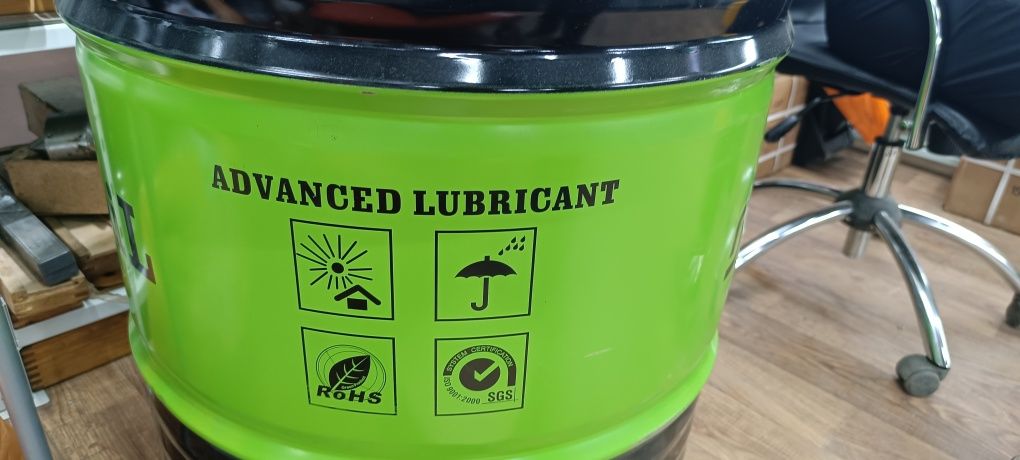 ADVANCED LUBRICANT
RoHS
SYSTEM CERTIFICATION
ISO 9001:2000
SGS